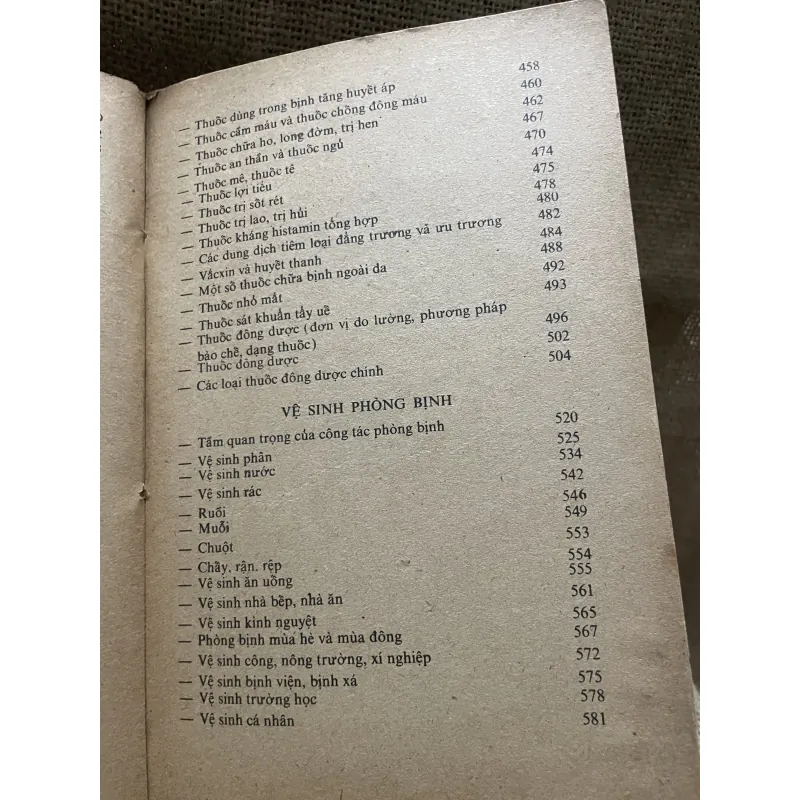 — Thuốc dùng trong bịnh tăng huyết áp 458
— Thuốc cầm máu và thuốc chống đông máu 460
— Thuốc chữa ho, long đờm, trị hen 462
— Thuốc an thần và thuốc ngủ 467
— Thuốc mê, thuốc tê 470
— Thuốc lợi tiểu 474
— Thuốc trị sốt rét 475
— Thuốc trị lao, trị hủi 478
— Thuốc kháng histamin tổng hợp 480
— Các dung dịch tiêm loại đẳng trương và ưu trương 482
— Vắcxin và huyết thanh 484
— Một số thuốc chữa bịnh ngoài da 488
— Thuốc nhỏ mắt 492
— Thuốc sát khuẩn tẩy uế 493
— Thuốc đông dược (đơn vị đo lường, phương pháp
bào chế, dạng thuốc) 496
— Thuốc đông dược 502
— Các loại thuốc đông dược chính 504
VỆ SINH PHÒNG BỊNH
— Tầm quan trọng của công tác phòng bịnh 520
— Vệ sinh phân 525
— Vệ sinh nước 534
— Vệ sinh rác 542
— Ruồi 546
— Muỗi 549
— Chuột 553
— Chấy, rận, rệp 554
— Vệ sinh ăn uống 555
— Vệ sinh nhà bếp, nhà ăn 561
— Vệ sinh kinh nguyệt 565
— Phòng bịnh mùa hè và mùa đông 567
— Vệ sinh công, nông trường, xí nghiệp 572
— Vệ sinh bịnh viện, bịnh xá 575
— Vệ sinh trường học 578
— Vệ sinh cá nhân 581